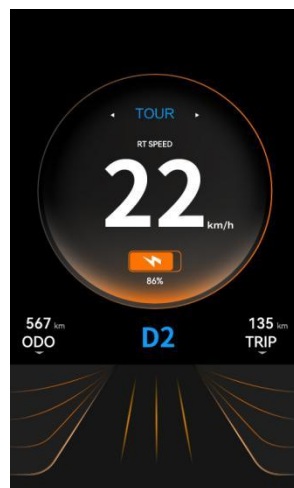 TOUR
RT SPEED
22 km/h
86%
567 km
ODO
D2
135 km
TRIP